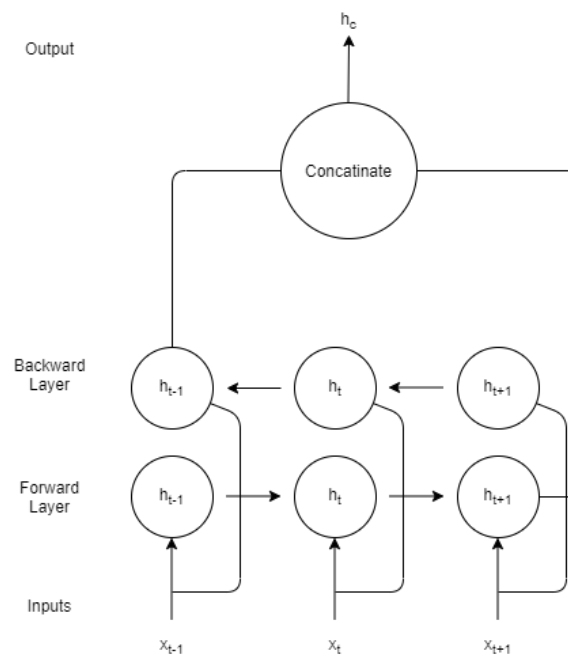 h_c
Output
Concatinate
Backward
Layer
h_t-1
h_t
h_t+1
Forward
Layer
h_t-1
h_t
h_t+1
Inputs
x_t-1
x_t
x_t+1